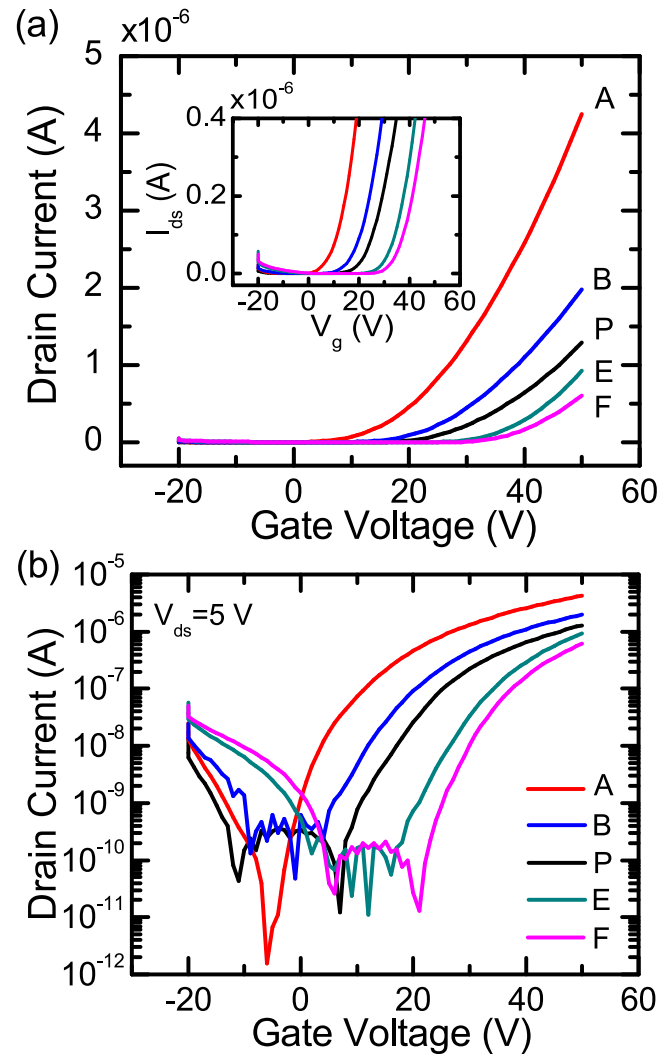 (a)
x10⁻⁶
5
4
3
2
1
0
Drain Current (A)
-20 0 20 40 60
Gate Voltage (V)
A
B
P
E
F
x10⁻⁶
0.4
0.2
0.0
I_ds (A)
-20 0 20 40 60
V_g (V)
(b)
10⁻⁵
10⁻⁶
10⁻⁷
10⁻⁸
10⁻⁹
10⁻¹⁰
10⁻¹¹
10⁻¹²
Drain Current (A)
V_ds=5 V
A
B
P
E
F
-20 0 20 40 60
Gate Voltage (V)